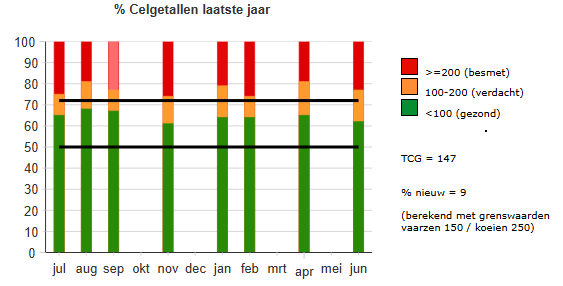 % Celgetallen laatste jaar
100
90
80
70
60
50
40
30
20
10
0
jul aug sep okt nov dec jan feb mrt apr mei jun
>=200 (besmet)
100-200 (verdacht)
<100 (gezond)
TCG = 147
% nieuw = 9
(berekend met grenswaarden
vaarzen 150 / koeien 250)